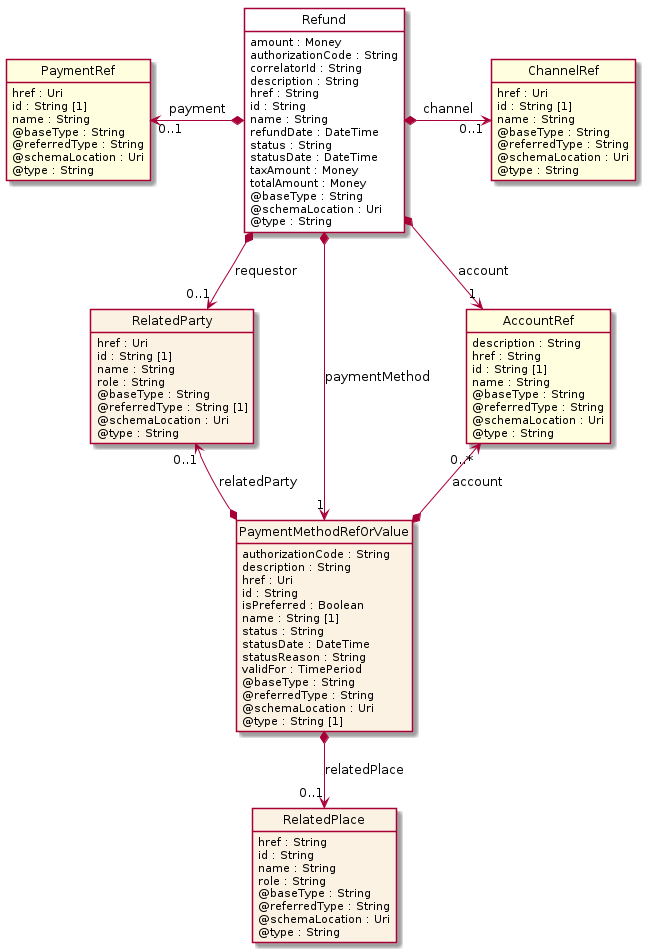 Refund
amount : Money
authorizationCode : String
correlatorId : String
description : String
href : String
id : String
name : String
refundDate : DateTime
status : String
statusDate : DateTime
taxAmount : Money
totalAmount : Money
@baseType : String
@schemaLocation : Uri
@type : String
PaymentRef
href : Uri
id : String [1]
name : String
@baseType : String
@referredType : String
@schemaLocation : Uri
@type : String
payment
0..1
channel
0..1
ChannelRef
href : Uri
id : String [1]
name : String
@baseType : String
@referredType : String
@schemaLocation : Uri
@type : String
requestor
0..1
paymentMethod
1
account
1
RelatedParty
href : Uri
id : String [1]
name : String
role : String
@baseType : String
@referredType : String [1]
@schemaLocation : Uri
@type : String
AccountRef
description : String
href : String
id : String [1]
name : String
@baseType : String
@referredType : String
@schemaLocation : Uri
@type : String
0..1
relatedParty
0..*
account
PaymentMethodRefOrValue
authorizationCode : String
description : String
href : Uri
id : String
isPreferred : Boolean
name : String [1]
status : String
statusDate : DateTime
statusReason : String
validFor : TimePeriod
@baseType : String
@referredType : String
@schemaLocation : Uri
@type : String [1]
relatedPlace
0..1
RelatedPlace
href : String
id : String
name : String
role : String
@baseType : String
@referredType : String
@schemaLocation : Uri
@type : String